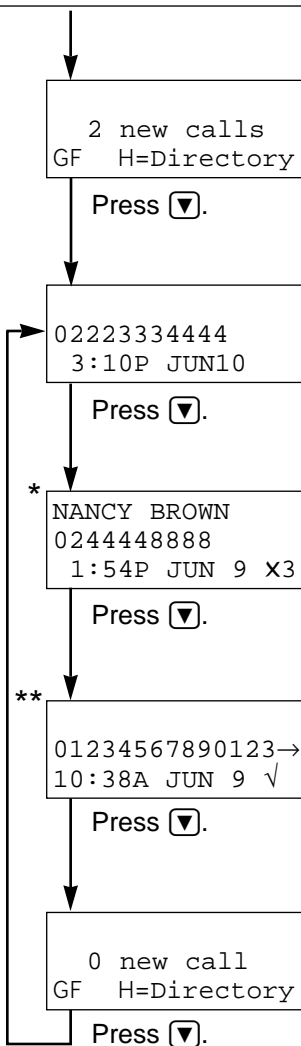 2 new calls
GF H=Directory
Press ▼.
02223334444
3:10P JUN10
Press ▼.
*
NANCY BROWN
0244448888
1:54P JUN 9 X3
Press ▼.
**
01234567890123→
10:38A JUN 9 √
Press ▼.
0 new call
GF H=Directory
Press ▼.